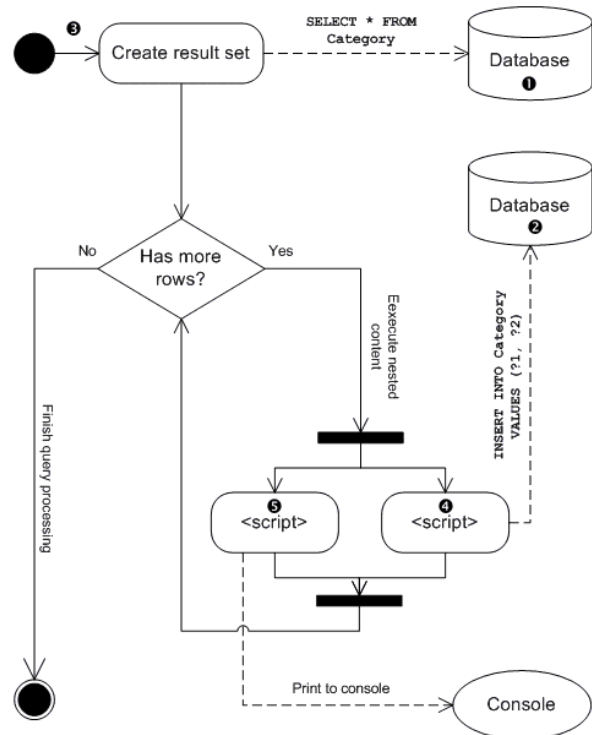 ❸
Create result set
SELECT * FROM
Category
Database
❶
Database
❷
No
Has more
rows?
Yes
Eexecute nested
content
INSERT INTO Category
VALUES (?1, ?2)
Finish query processing
❺
<script>
❹
<script>
Print to console
Console